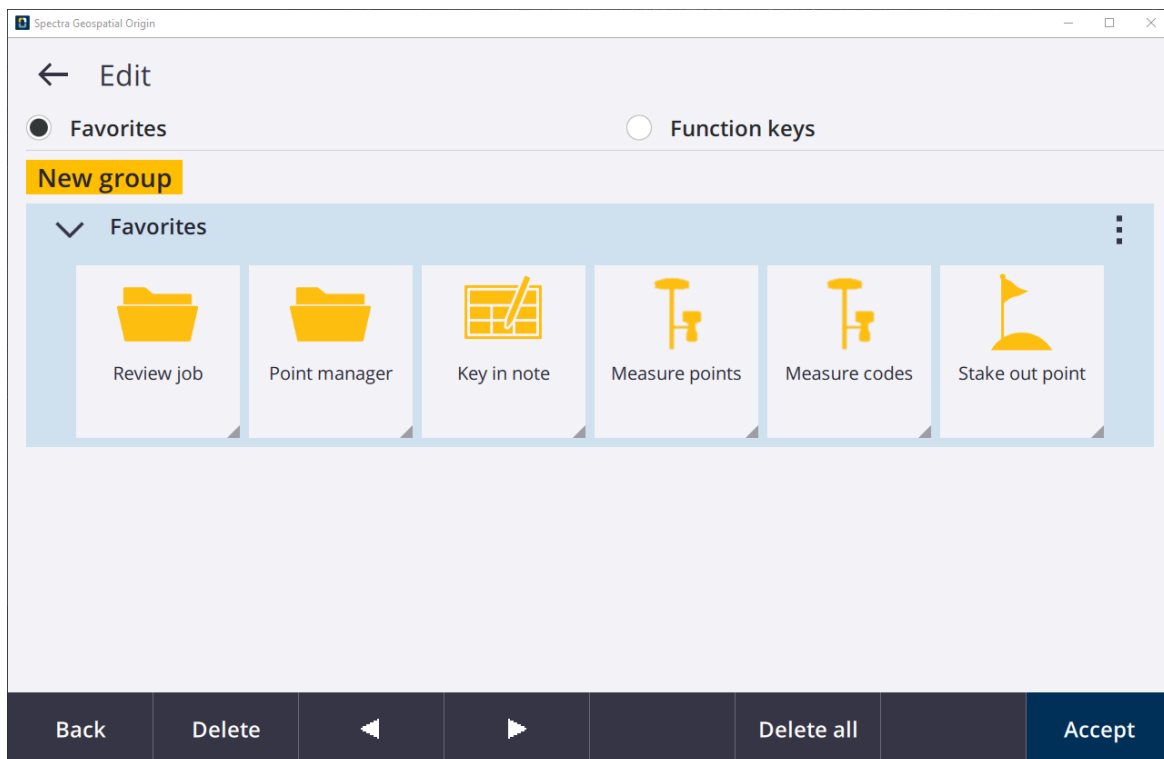 Spectra Geospatial Origin
Edit
Favorites
Function keys
New group
Favorites
Review job
Point manager
Key in note
Measure points
Measure codes
Stake out point
Back
Delete
Delete all
Accept